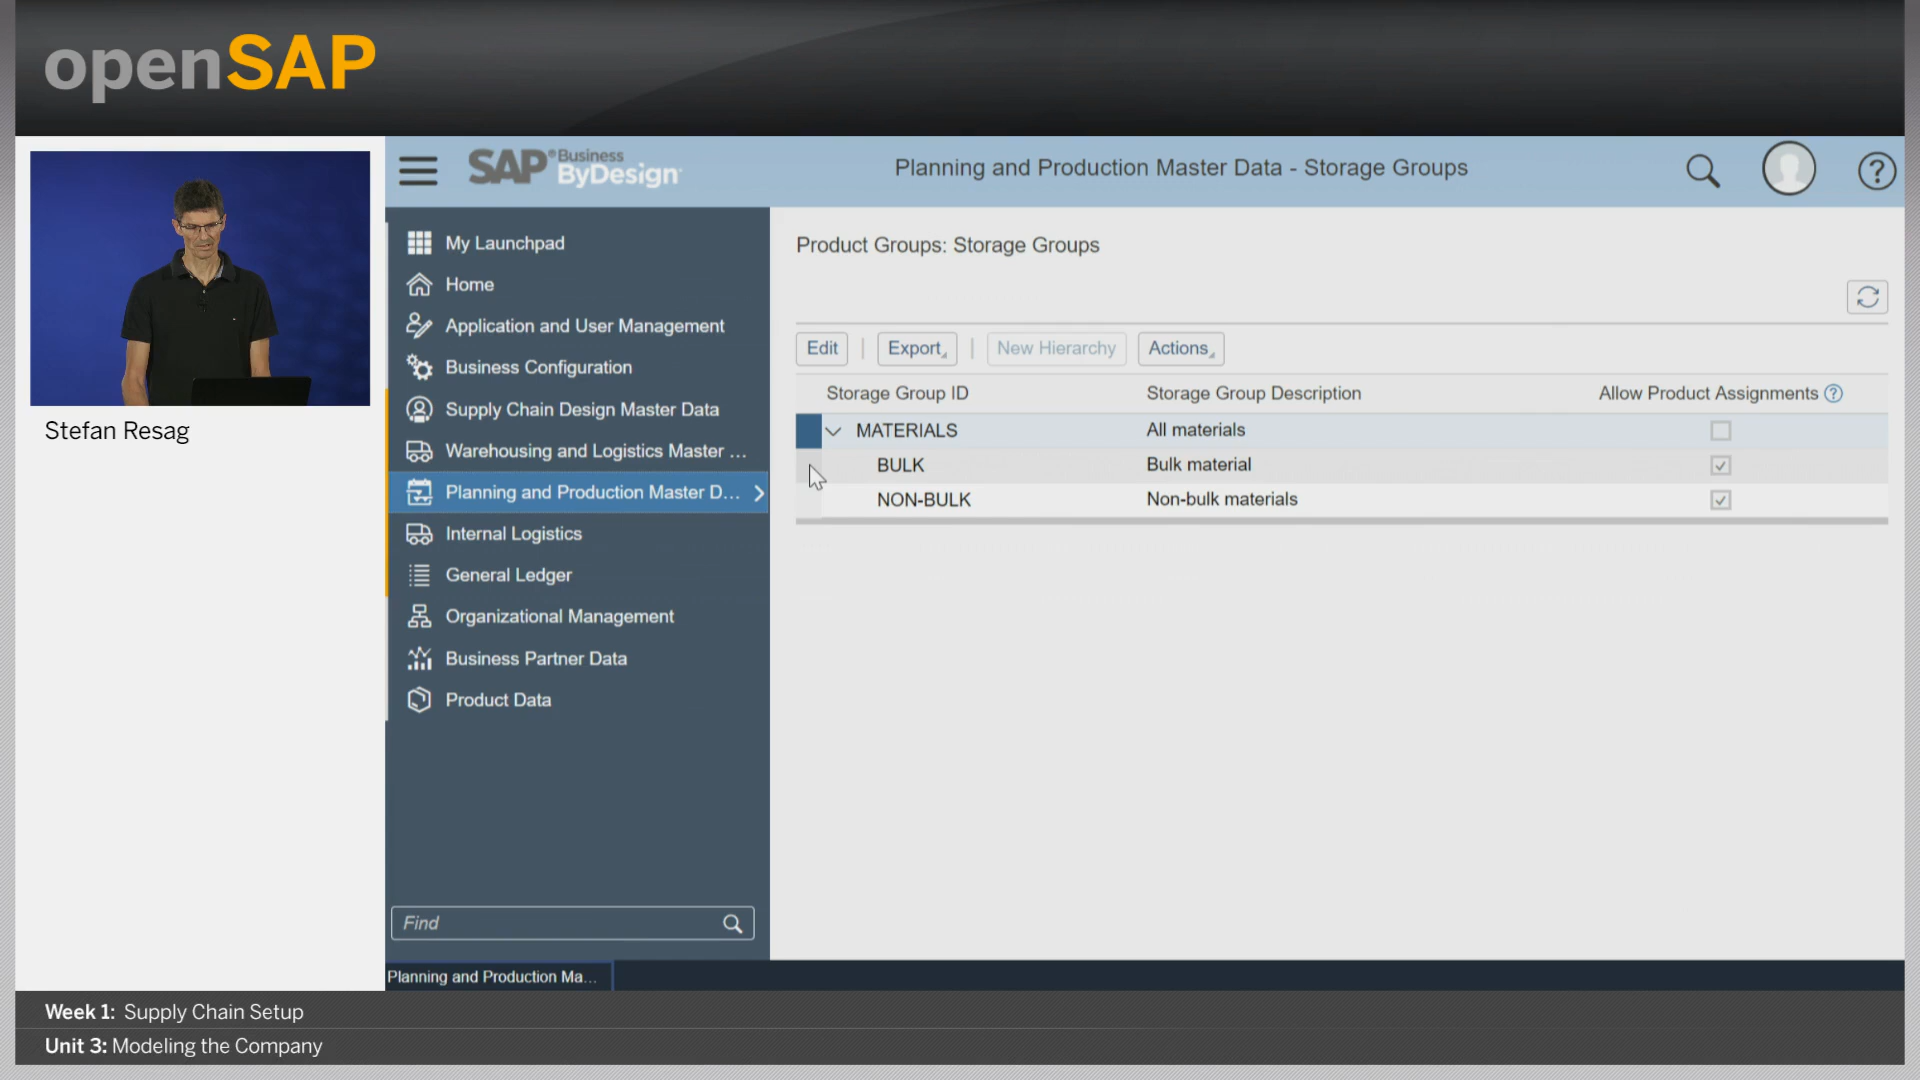 openSAP
SAP Business ByDesign
Planning and Production Master Data - Storage Groups
?
Stefan Resag
My Launchpad
Home
Application and User Management
Business Configuration
Supply Chain Design Master Data
Warehousing and Logistics Master ...
Planning and Production Master D...
Internal Logistics
General Ledger
Organizational Management
Business Partner Data
Product Data
Find
Product Groups: Storage Groups
Edit | Export | New Hierarchy Actions
Storage Group ID Storage Group Description Allow Product Assignments ?
MATERIALS All materials
BULK Bulk material
NON-BULK Non-bulk materials
Planning and Production Ma...
Week 1: Supply Chain Setup
Unit 3: Modeling the Company